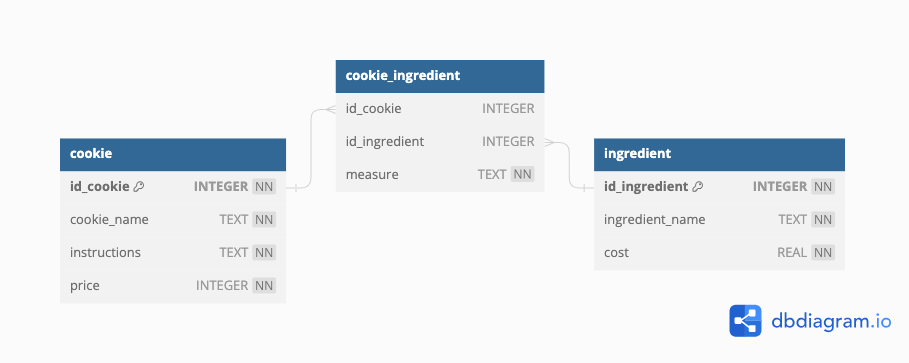 cookie_ingredient
id_cookie INTEGER
id_ingredient INTEGER
measure TEXT NN
cookie
id_cookie INTEGER NN
cookie_name TEXT NN
instructions TEXT NN
price INTEGER NN
ingredient
id_ingredient INTEGER NN
ingredient_name TEXT NN
cost REAL NN
dbdiagram.io